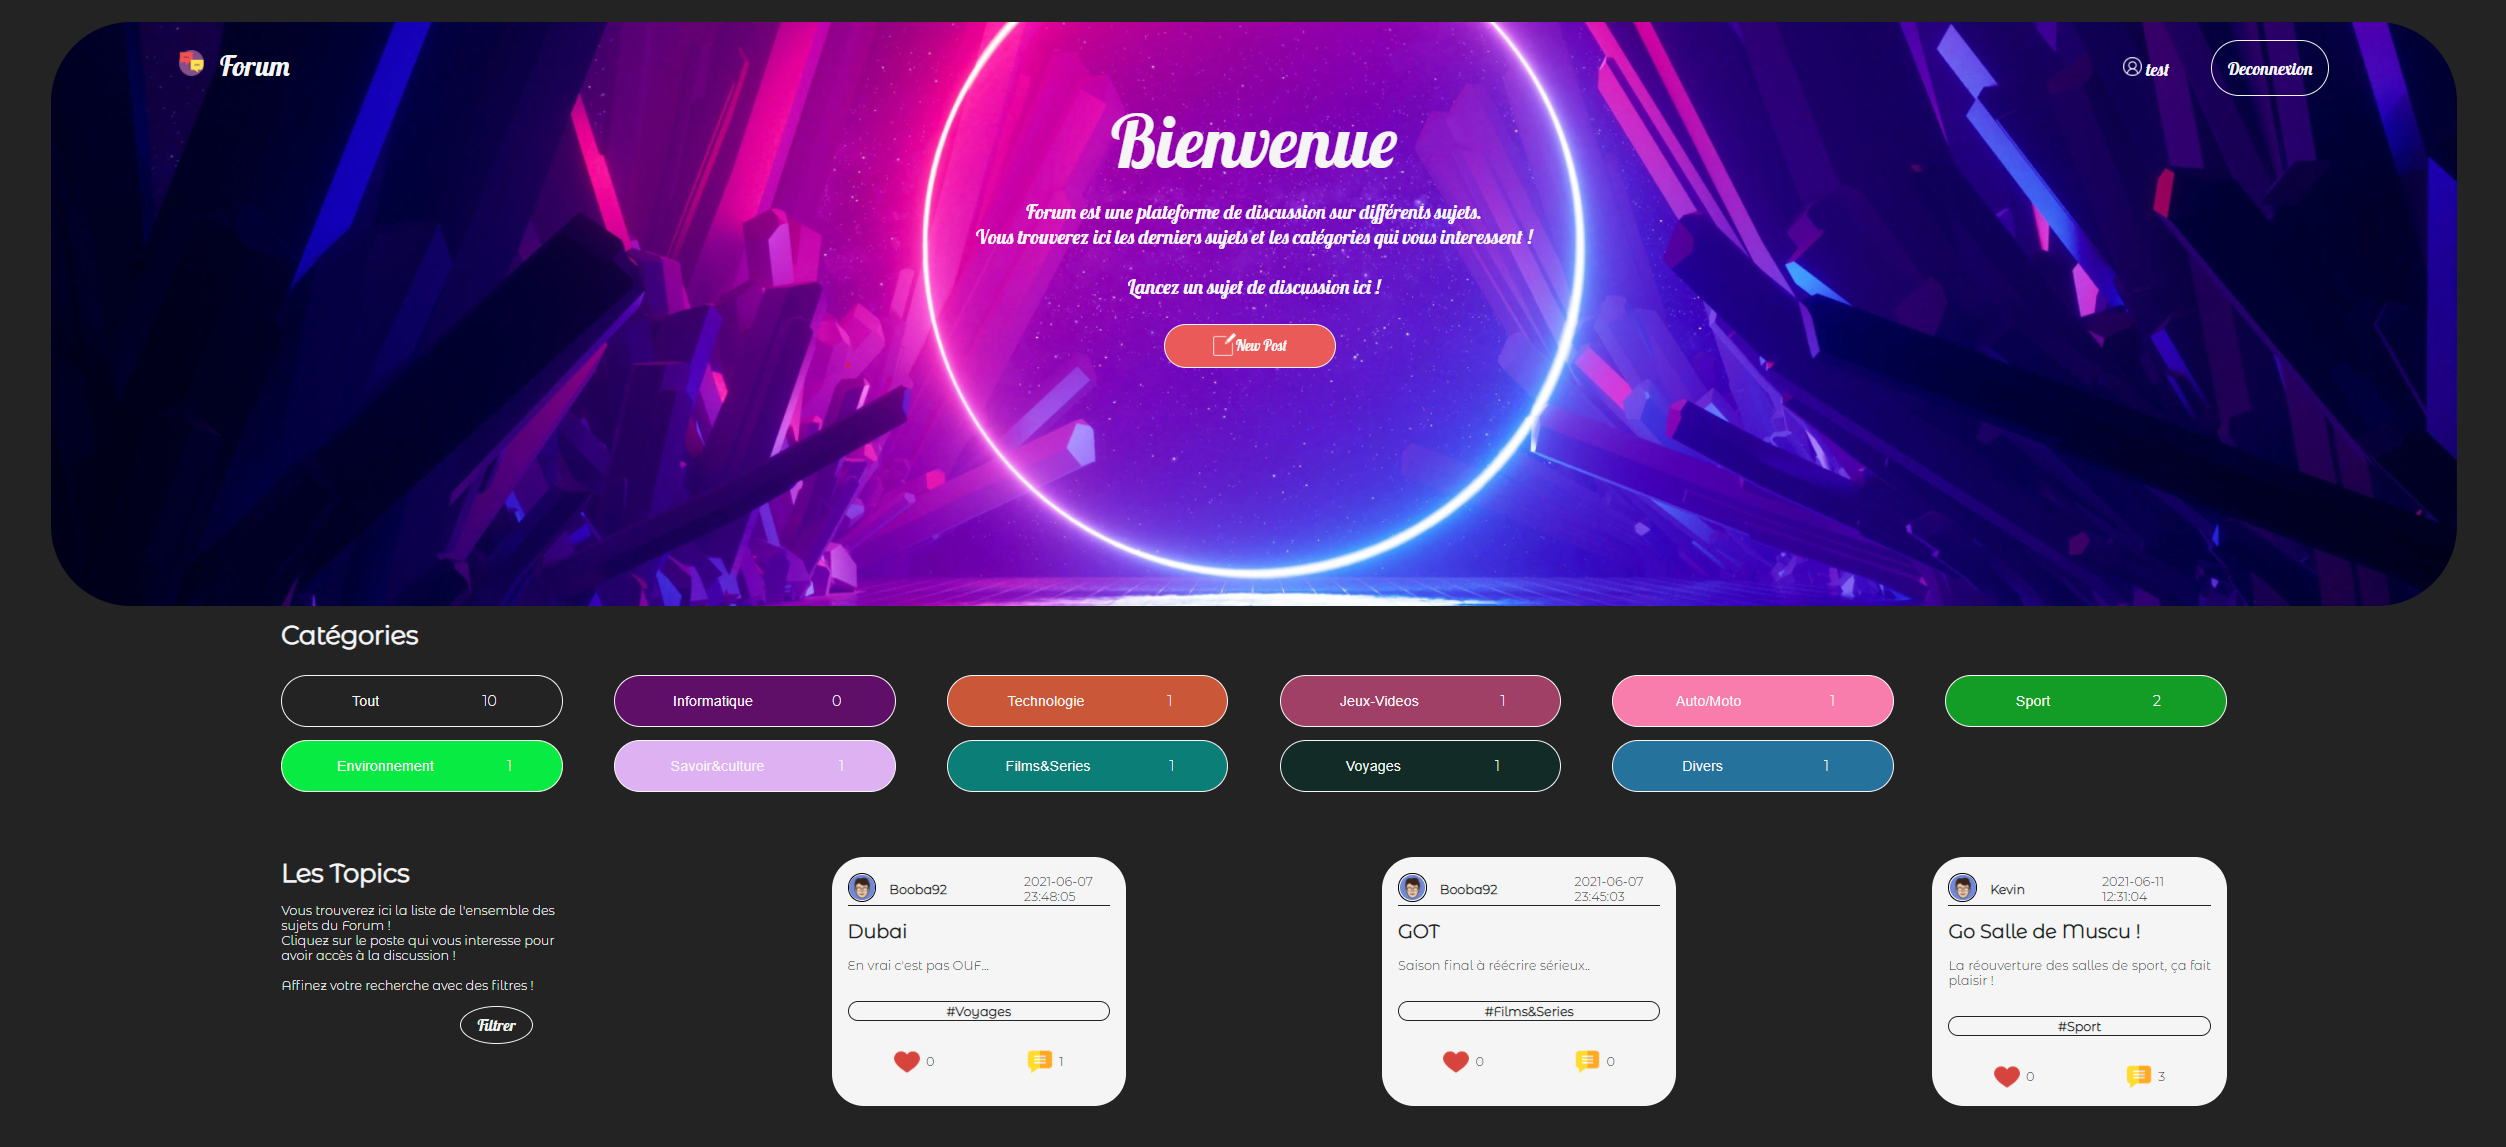 Forum
test
Deconnexion
Bienvenue
Forum est une plateforme de discussion sur différents sujets.
Vous trouverez ici les derniers sujets et les catégories qui vous interessent !
Lancez un sujet de discussion ici !
New Post
Catégories
Tout 10
Informatique 0
Technologie 1
Jeux-Videos 1
Auto/Moto 1
Sport 2
Environnement 1
Savoir&culture 1
Films&Series 1
Voyages 1
Divers 1
Les Topics
Vous trouverez ici la liste de l'ensemble des
sujets du Forum !
Cliquez sur le poste qui vous interesse pour
avoir accès à la discussion !
Affinez votre recherche avec des filtres !
Filtrer
Booba92
2021-06-07
23:48:05
Dubai
En vrai c'est pas OUF...
#Voyages
0
1
Booba92
2021-06-07
23:45:03
GOT
Saison final à réécrire sérieux..
#Films&Series
0
0
Kevin
2021-06-11
12:31:04
Go Salle de Muscu !
La réouverture des salles de sport, ça fait
plaisir !
#Sport
0
3